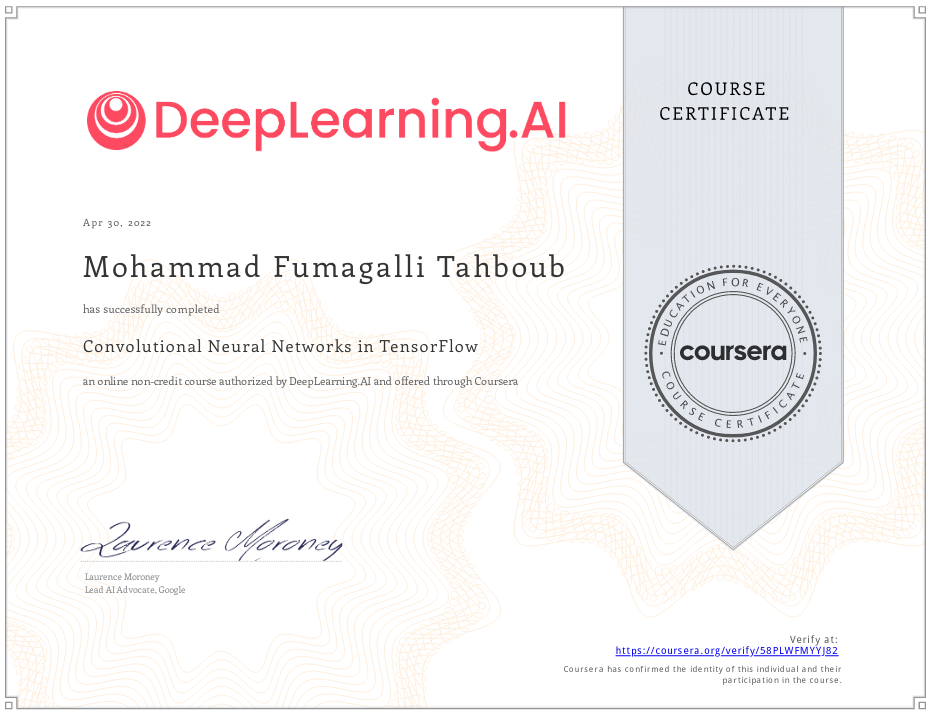 DeepLearning.AI
COURSE
CERTIFICATE
Apr 30, 2022
Mohammad Fumagalli Tahboub
has successfully completed
Convolutional Neural Networks in TensorFlow
an online non-credit course authorized by DeepLearning.AI and offered through Coursera
EDUCATION FOR EVERYONE
coursera
COURSE CERTIFICATE
Laurence Moroney
Laurence Moroney
Lead AI Advocate, Google
Verify at:
https://coursera.org/verify/58PLWFMYYJ82
Coursera has confirmed the identity of this individual and their
participation in the course.